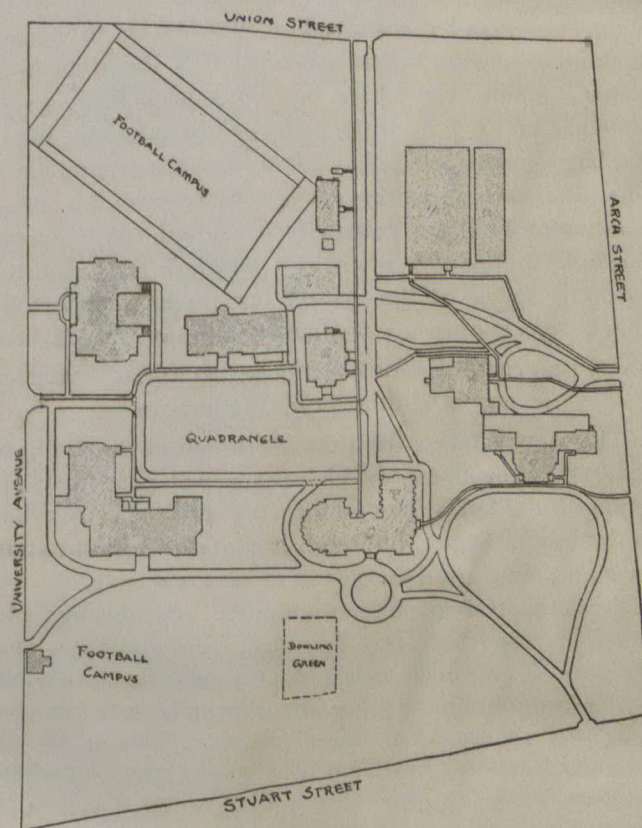 UNION STREET
FOOTBALL CAMPUS
ARCH STREET
QUADRANGLE
UNIVERSITY AVENUE
FOOTBALL
CAMPUS
BOWLING
GREEN
STUART STREET